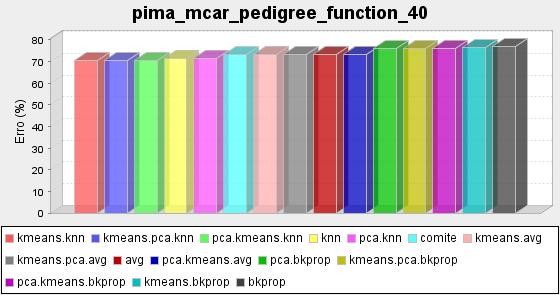 pima_mcar_pedigree_function_40
80
70
60
50
40
30
20
10
0
Erro (%)
kmeans.knn kmeans.pca.knn pca.kmeans.knn knn pca.knn comite kmeans.avg
kmeans.pca.avg avg pca.kmeans.avg pca.bkprop kmeans.pca.bkprop
pca.kmeans.bkprop kmeans.bkprop bkprop